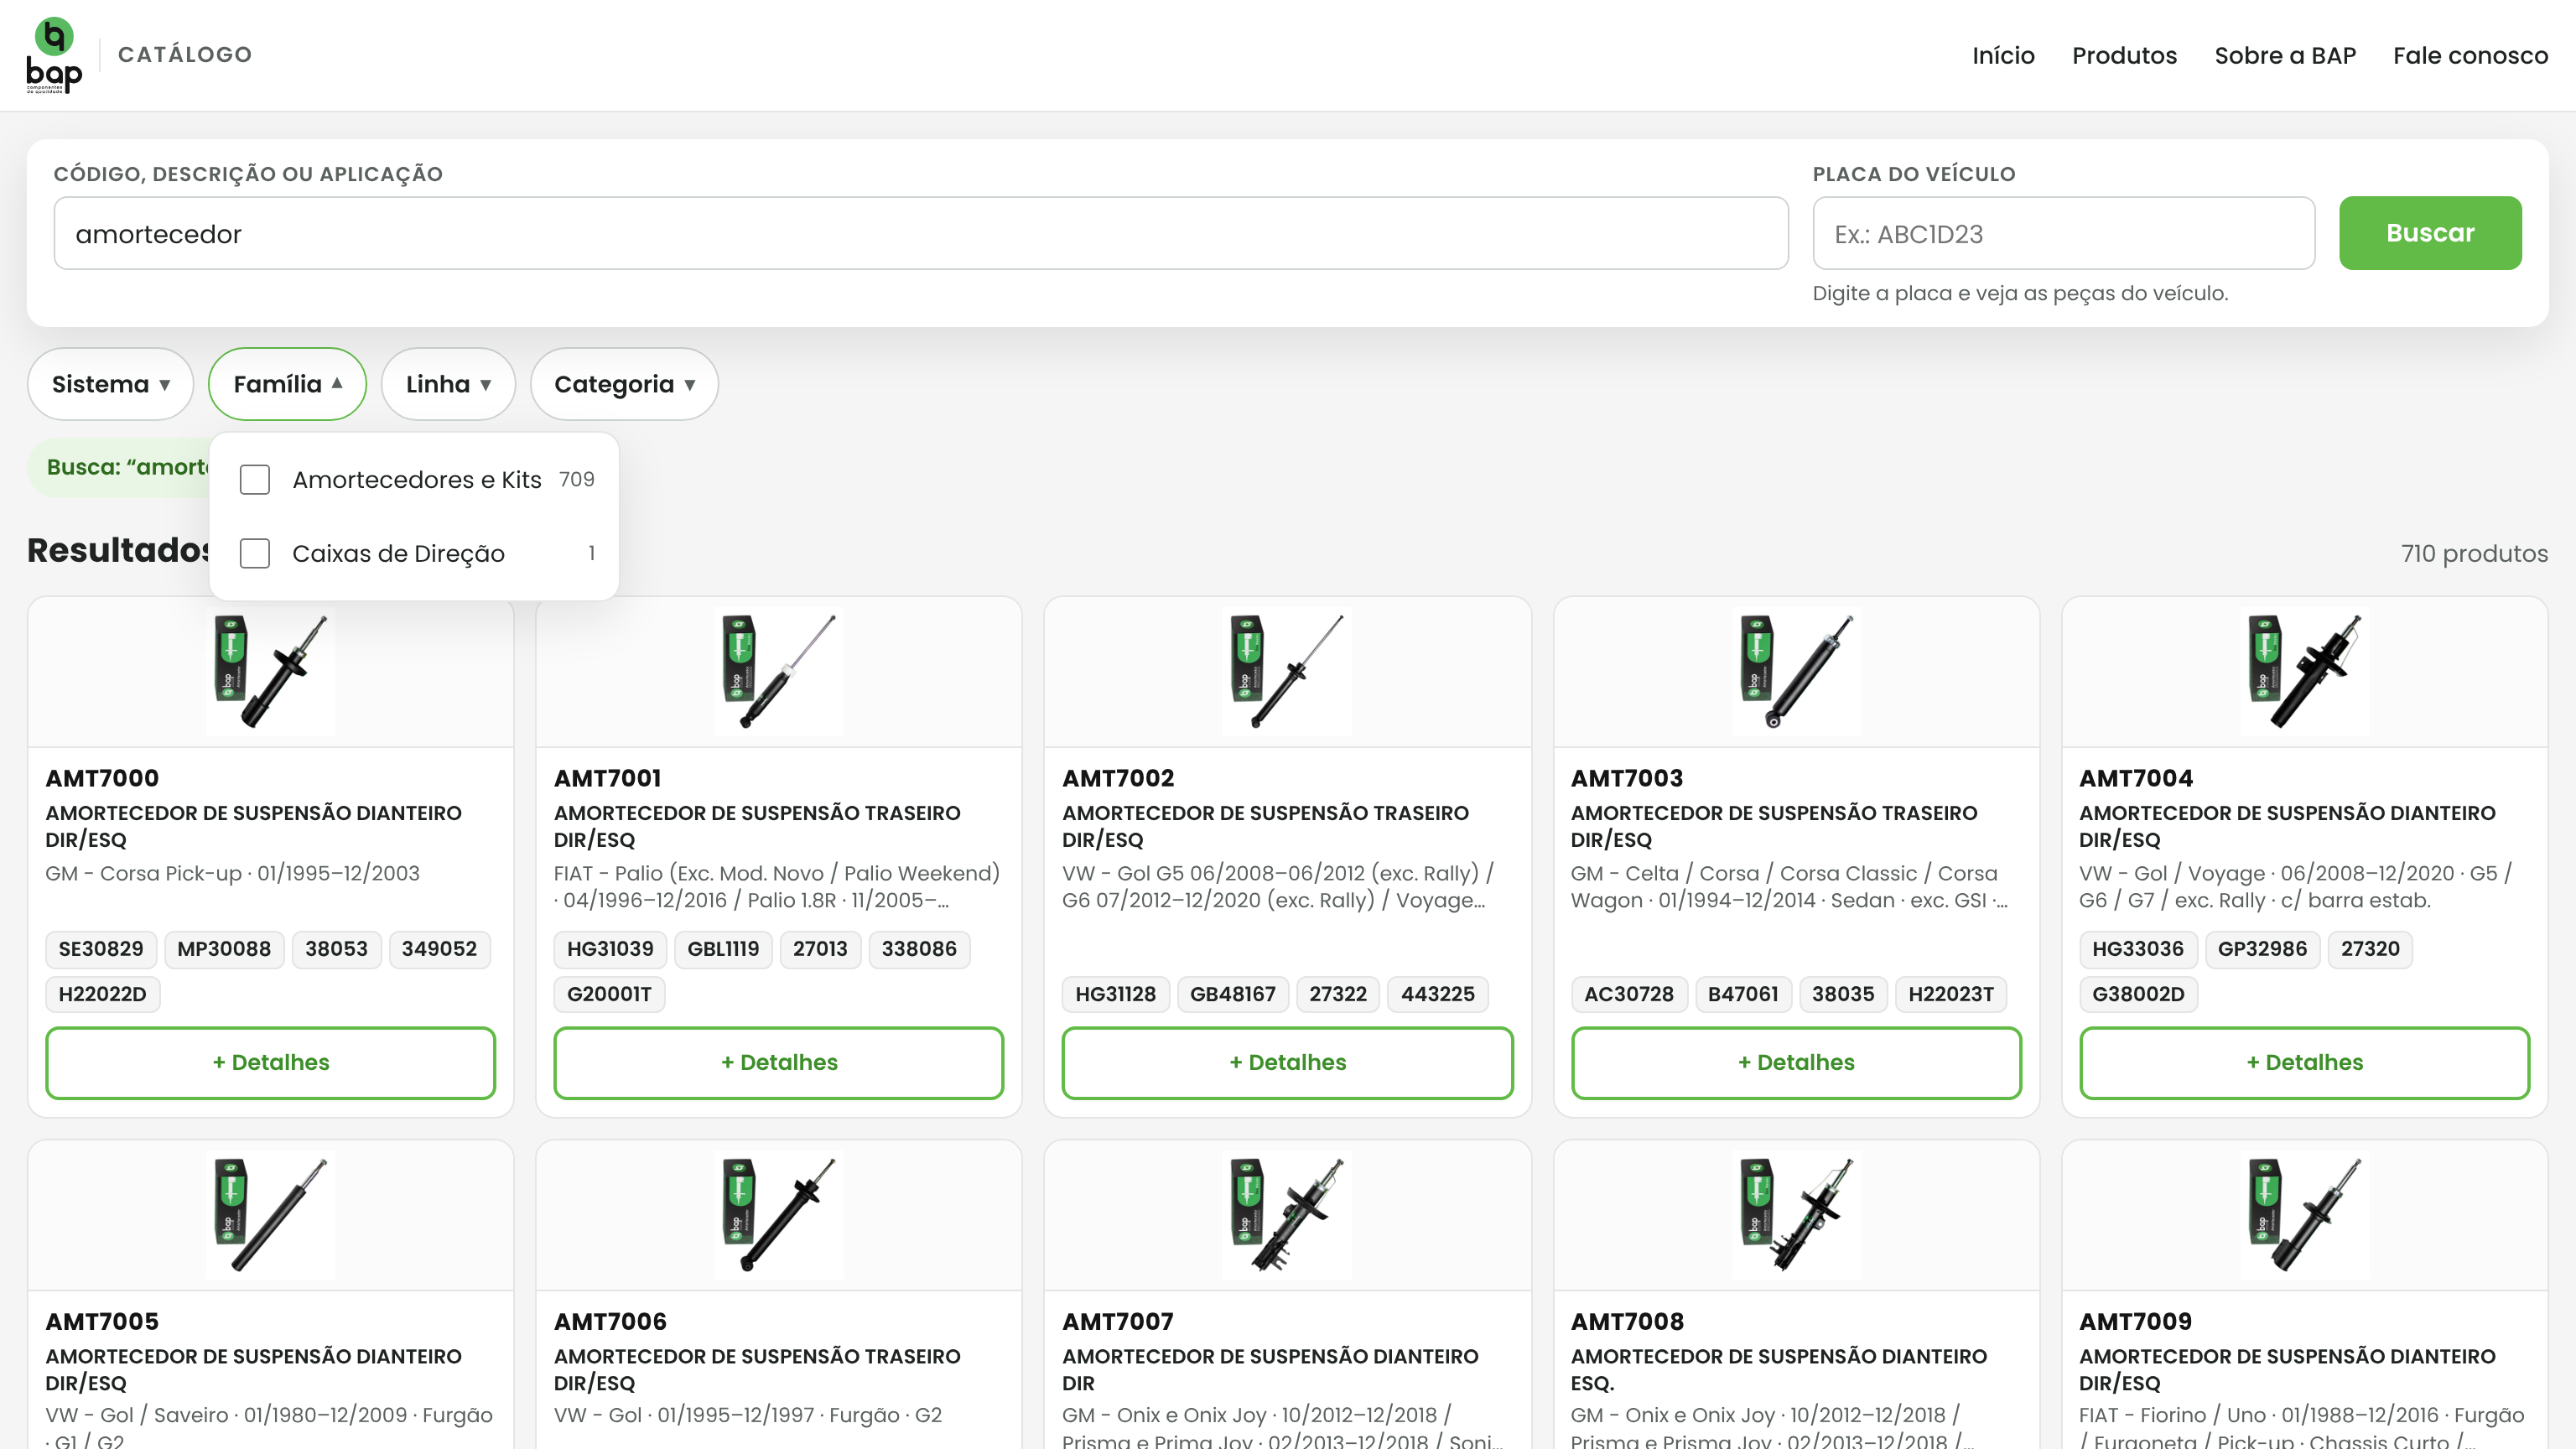 bap
componentes
de qualidade
CATÁLOGO
Início
Produtos
Sobre a BAP
Fale conosco
CÓDIGO, DESCRIÇÃO OU APLICAÇÃO
amortecedor
PLACA DO VEÍCULO
Ex.: ABC1D23
Buscar
Digite a placa e veja as peças do veículo.
Sistema ▾
Família ▴
Linha ▾
Categoria ▾
Busca: “amort
Amortecedores e Kits 709
Caixas de Direção 1
Resultados
710 produtos
AMT7000
AMORTECEDOR DE SUSPENSÃO DIANTEIRO
DIR/ESQ
GM - Corsa Pick-up · 01/1995–12/2003
SE30829 MP30088 38053 349052
H22022D
+ Detalhes
AMT7001
AMORTECEDOR DE SUSPENSÃO TRASEIRO
DIR/ESQ
FIAT - Palio (Exc. Mod. Novo / Palio Weekend)
· 04/1996–12/2016 / Palio 1.8R · 11/2005–…
HG31039 GBL1119 27013 338086
G20001T
+ Detalhes
AMT7002
AMORTECEDOR DE SUSPENSÃO TRASEIRO
DIR/ESQ
VW - Gol G5 06/2008–06/2012 (exc. Rally) /
G6 07/2012–12/2020 (exc. Rally) / Voyage…
HG31128 GB48167 27322 443225
+ Detalhes
AMT7003
AMORTECEDOR DE SUSPENSÃO TRASEIRO
DIR/ESQ
GM - Celta / Corsa / Corsa Classic / Corsa
Wagon · 01/1994–12/2014 · Sedan · exc. GSI ·…
AC30728 B47061 38035 H22023T
+ Detalhes
AMT7004
AMORTECEDOR DE SUSPENSÃO DIANTEIRO
DIR/ESQ
VW - Gol / Voyage · 06/2008–12/2020 · G5 /
G6 / G7 / exc. Rally · c/ barra estab.
HG33036 GP32986 27320
G38002D
+ Detalhes
AMT7005
AMORTECEDOR DE SUSPENSÃO DIANTEIRO
DIR/ESQ
VW - Gol / Saveiro · 01/1980–12/2009 · Furgão
· G1 / G2
AMT7006
AMORTECEDOR DE SUSPENSÃO TRASEIRO
DIR/ESQ
VW - Gol · 01/1995–12/1997 · Furgão · G2
AMT7007
AMORTECEDOR DE SUSPENSÃO DIANTEIRO
DIR
GM - Onix e Onix Joy · 10/2012–12/2018 /
Prisma e Prima Joy · 02/2013–12/2018 / Soni…
AMT7008
AMORTECEDOR DE SUSPENSÃO DIANTEIRO
ESQ.
GM - Onix e Onix Joy · 10/2012–12/2018 /
Prisma e Prisma Joy · 02/2013–12/2018 /…
AMT7009
AMORTECEDOR DE SUSPENSÃO DIANTEIRO
DIR/ESQ
FIAT - Fiorino / Uno · 01/1988–12/2016 · Furgão
/ Furgoneta / Pick-up · Chassis Curto /…